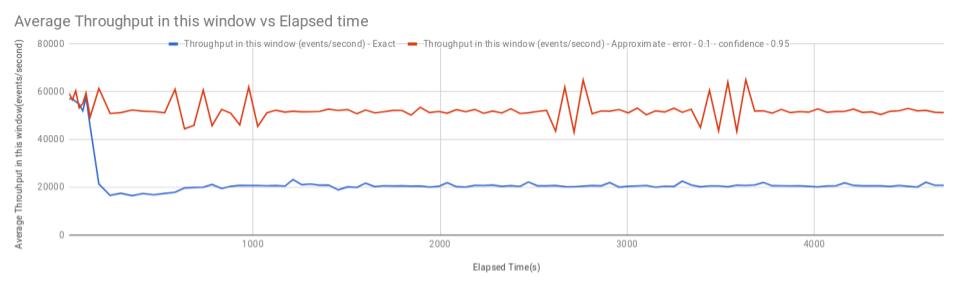 Average Throughput in this window vs Elapsed time
Throughput in this window (events/second) - Exact
Throughput in this window (events/second) - Approximate - error - 0.1 - confidence - 0.95
Average Throughput in this window(events/second)
80000
60000
40000
20000
0
1000
2000
3000
4000
Elapsed Time(s)